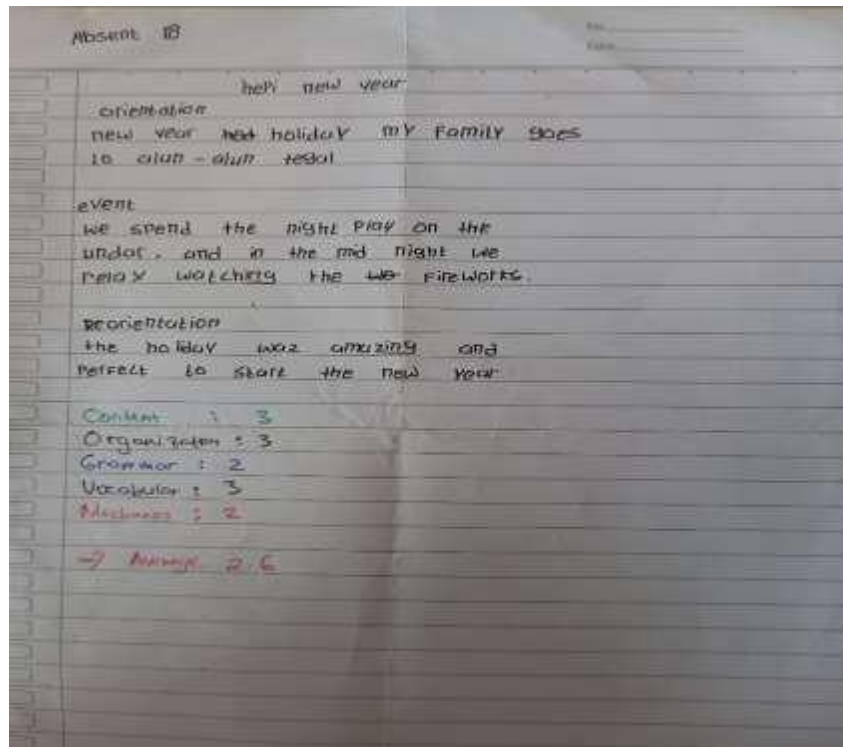 Absent 18
hepi new year
orientation
new year holiday my family goes
to alun-alun tegal
event
we spend the night play on the
undar, and in the mid night we
relax watching the fireworks.
Reorientation
the holiday waz amazing and
perfect to start the new year
Content : 3
Organization : 3
Grammar : 2
Vocabular : 3
Mechanics : 2
→ Average 2.6